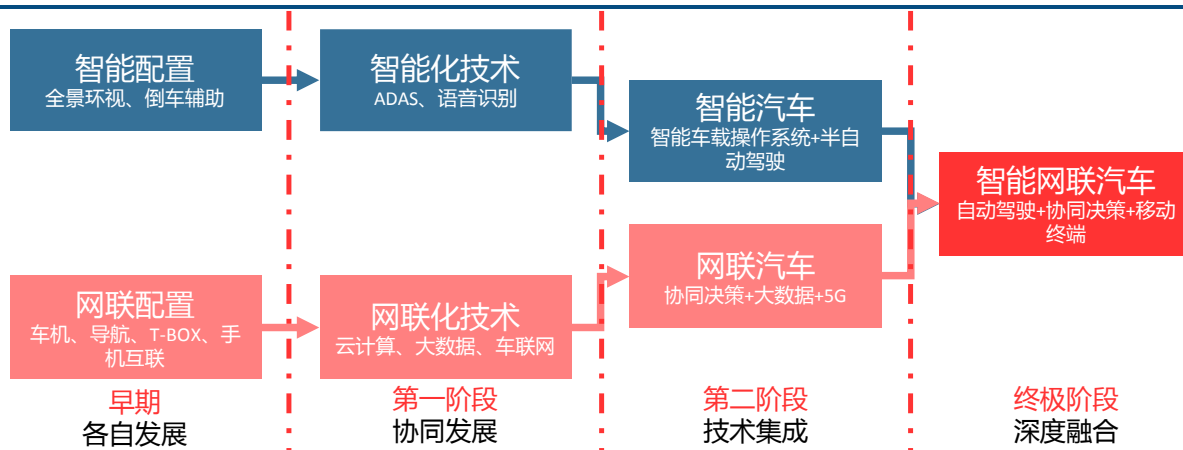 智能配置
全景环视、倒车辅助
智能化技术
ADAS、语音识别
智能汽车
智能车载操作系统+半自
动驾驶
智能网联汽车
自动驾驶+协同决策+移动
终端
网联配置
车机、导航、T-BOX、手
机互联
网联化技术
云计算、大数据、车联网
网联汽车
协同决策+大数据+5G
早期
各自发展
第一阶段
协同发展
第二阶段
技术集成
终极阶段
深度融合